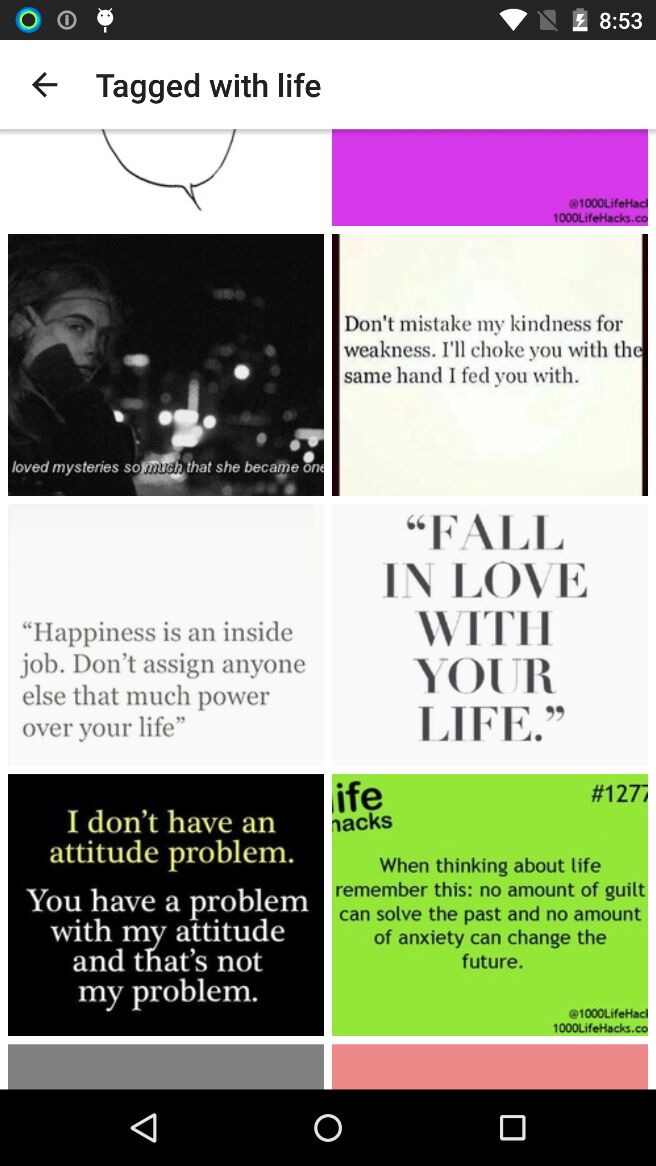 8:53
Tagged with life
@1000LifeHacl
1000LifeHacks.co
loved mysteries so much that she became one
Don't mistake my kindness for
weakness. I'll choke you with the
same hand I fed you with.
“Happiness is an inside
job. Don’t assign anyone
else that much power
over your life”
“FALL
IN LOVE
WITH
YOUR
LIFE.”
I don’t have an
attitude problem.
You have a problem
with my attitude
and that’s not
my problem.
life
hacks
#1277
When thinking about life
remember this: no amount of guilt
can solve the past and no amount
of anxiety can change the
future.
@1000LifeHacl
1000LifeHacks.co